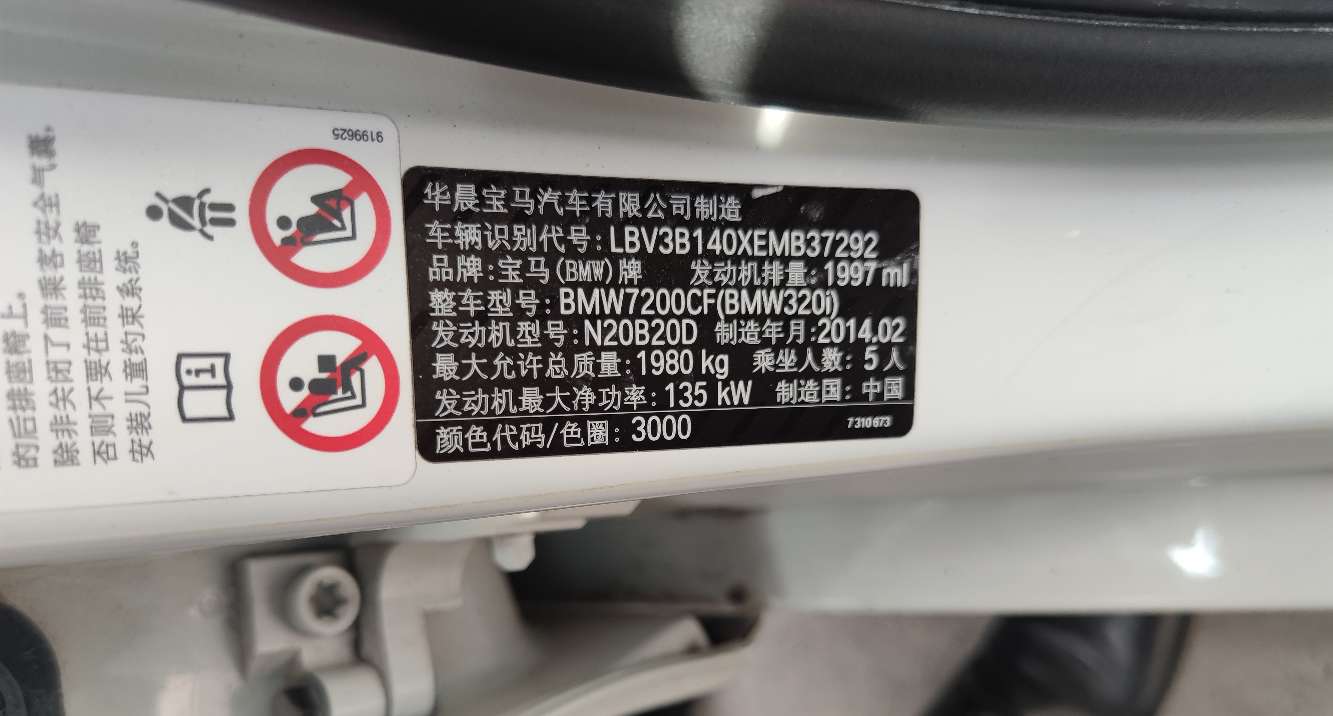 9199625
的后排座椅上。
除非关闭了前乘客安全气囊，
否则不要在前排座椅
安装儿童约束系统。
华晨宝马汽车有限公司制造
车辆识别代号: LBV3B140XEMB37292
品牌: 宝马(BMW)牌 发动机排量: 1997 ml
整车型号: BMW7200CF(BMW320i)
发动机型号: N20B20D 制造年月: 2014.02
最大允许总质量: 1980 kg 乘坐人数: 5 人
发动机最大净功率: 135 kW 制造国: 中国
颜色代码/色圈: 3000 7310673